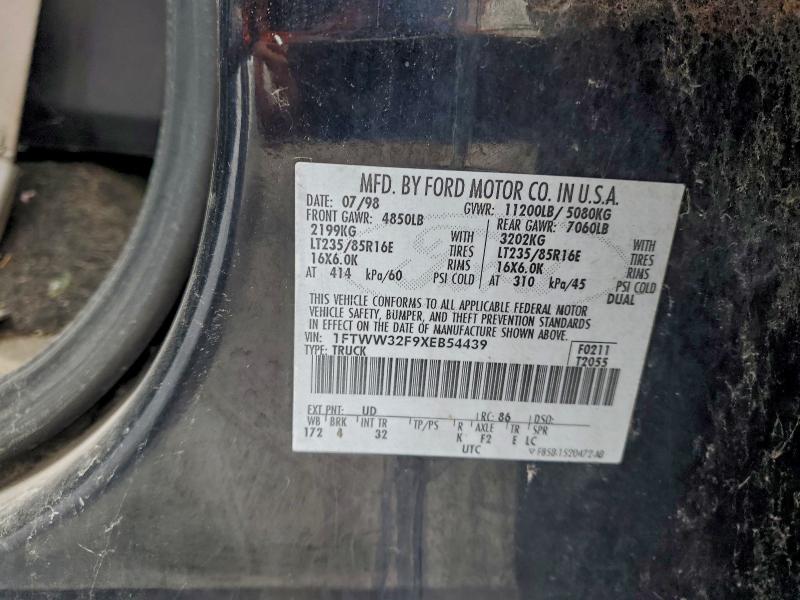 MFD. BY FORD MOTOR CO. IN U.S.A.
DATE: 07/98 GVWR: 11200LB/ 5080KG
FRONT GAWR: 4850LB REAR GAWR: 7060LB
2199KG WITH 3202KG WITH
LT235/85R16E TIRES LT235/85R16E TIRES
16X6.0K RIMS 16X6.0K RIMS
AT 414 kPa/60 PSI COLD AT 310 kPa/45 PSI COLD
DUAL
THIS VEHICLE CONFORMS TO ALL APPLICABLE FEDERAL MOTOR
VEHICLE SAFETY, BUMPER, AND THEFT PREVENTION STANDARDS
IN EFFECT ON THE DATE OF MANUFACTURE SHOWN ABOVE.
VIN: 1FTWW32F9XEB54439 F0211
TYPE: TRUCK T2055
EXT PNT: UD RC: 86 DSO:
WB BRK INT TR TP/PS R AXLE TR SPR
172 4 32 K F2 E LC
UTC F85B-1520472-AB